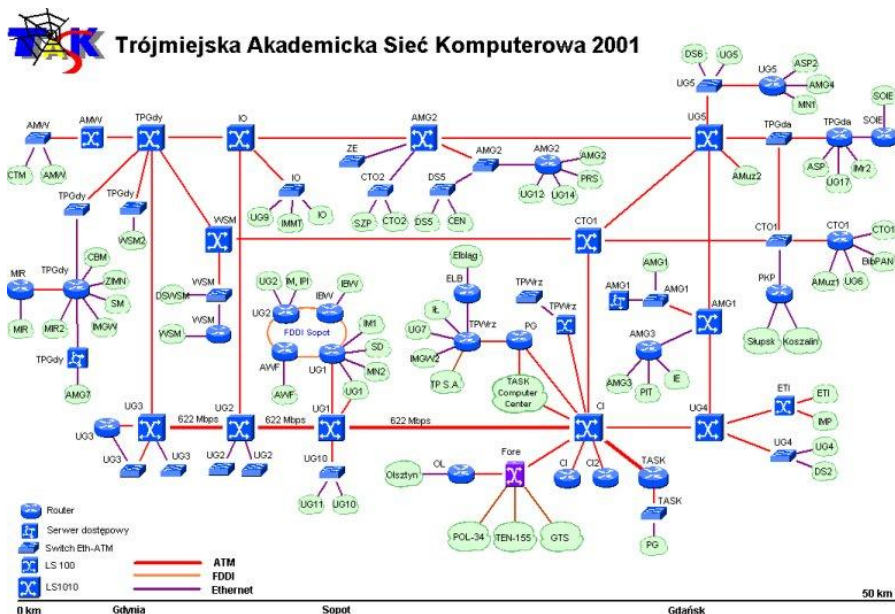 TASK Trójmiejska Akademicka Sieć Komputerowa 2001
DS6 UG5
UG5 UG5 ASP2
AMG4
MN1
SOIE
AMW AMW TPGdy IO AMG2 UG5 TPGda TPGda SOIE
CTM AMW
ZE AMG2 AMG2 AMG2
PRS
UG12 UG14
AMuz2
ASP UG17 IMr2
TPGdy TPGdy
WSM2
IO
UG9 IMMT IO
CTO2 DS5
SZP CTO2 DS5 CEN
WSM CTO1 CTO1 CTO1 CTO1
BibPAN
AMuz1 UG6
MIR TPGdy CBM
ZIMN
SM
IMGW
MIR2
MIR
WSM
DSWSM
WSM
WSM
UG2 IM, IPI IBW
UG2 IBW
FDDI Sopot
IM1
SD
MN2
AWF UG1
AWF UG1
Elbląg
ELB
TPWrz
TPWrz
IŁ
UG7 TPWrz PG
IMGW2
TP S.A.
TASK
Computer
Center
AMG1
AMG1 AMG1 AMG1
PKP
Słupsk Koszalin
AMG3
AMG3 PIT IE
TPGdy
AMG7
UG3 622 Mbps UG2 622 Mbps UG1 622 Mbps CI UG4
ETI ETI
IMP
UG3
UG3 UG3 UG2 UG2
UG10
UG11 UG10
UG4 UG4
DS2
Olsztyn OL Fore CI CI2 TASK
TASK
PG
POL-34 TEN-155 GTS
Router
Serwer dostępowy
Switch Eth-ATM
LS 100
LS1010
ATM
FDDI
Ethernet
0 km Gdynia Sopot Gdańsk 50 km